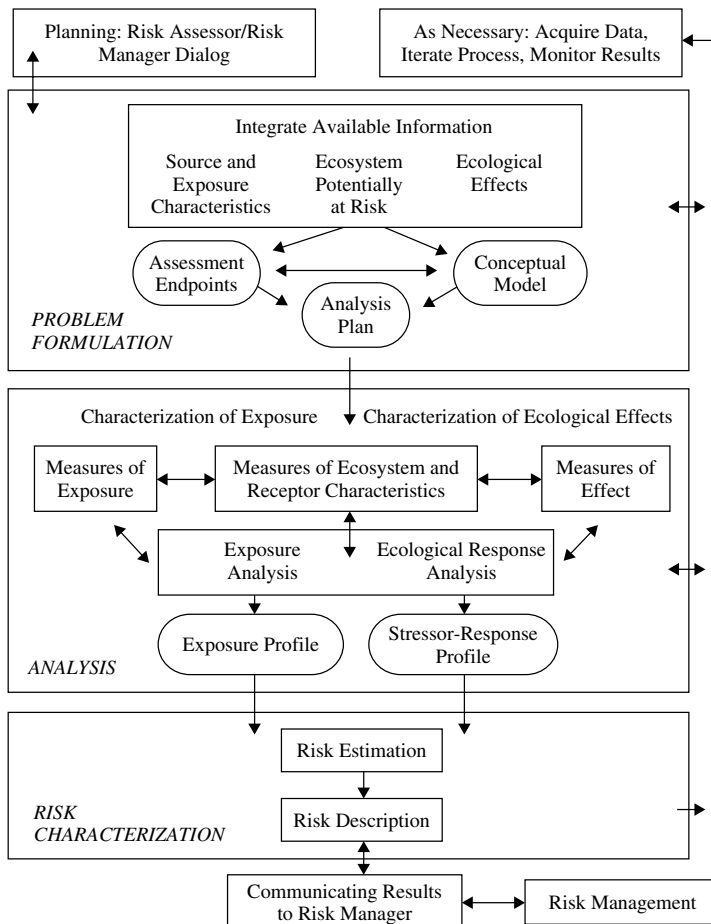 Planning: Risk Assessor/Risk
Manager Dialog
As Necessary: Acquire Data,
Iterate Process, Monitor Results
Integrate Available Information
Source and
Exposure
Characteristics
Ecosystem
Potentially
at Risk
Ecological
Effects
Assessment
Endpoints
Conceptual
Model
Analysis
Plan
PROBLEM
FORMULATION
Characterization of Exposure
Characterization of Ecological Effects
Measures of
Exposure
Measures of Ecosystem and
Receptor Characteristics
Measures of
Effect
Exposure
Analysis
Ecological Response
Analysis
Exposure Profile
Stressor-Response
Profile
ANALYSIS
Risk Estimation
Risk Description
RISK
CHARACTERIZATION
Communicating Results
to Risk Manager
Risk Management